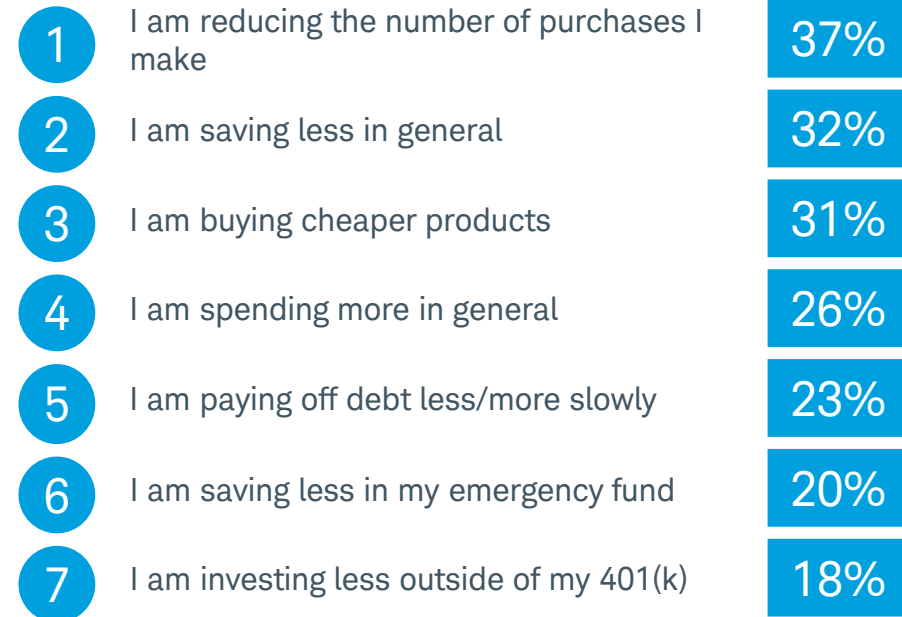 1 I am reducing the number of purchases I
make 37%
2 I am saving less in general 32%
3 I am buying cheaper products 31%
4 I am spending more in general 26%
5 I am paying off debt less/more slowly 23%
6 I am saving less in my emergency fund 20%
7 I am investing less outside of my 401(k) 18%